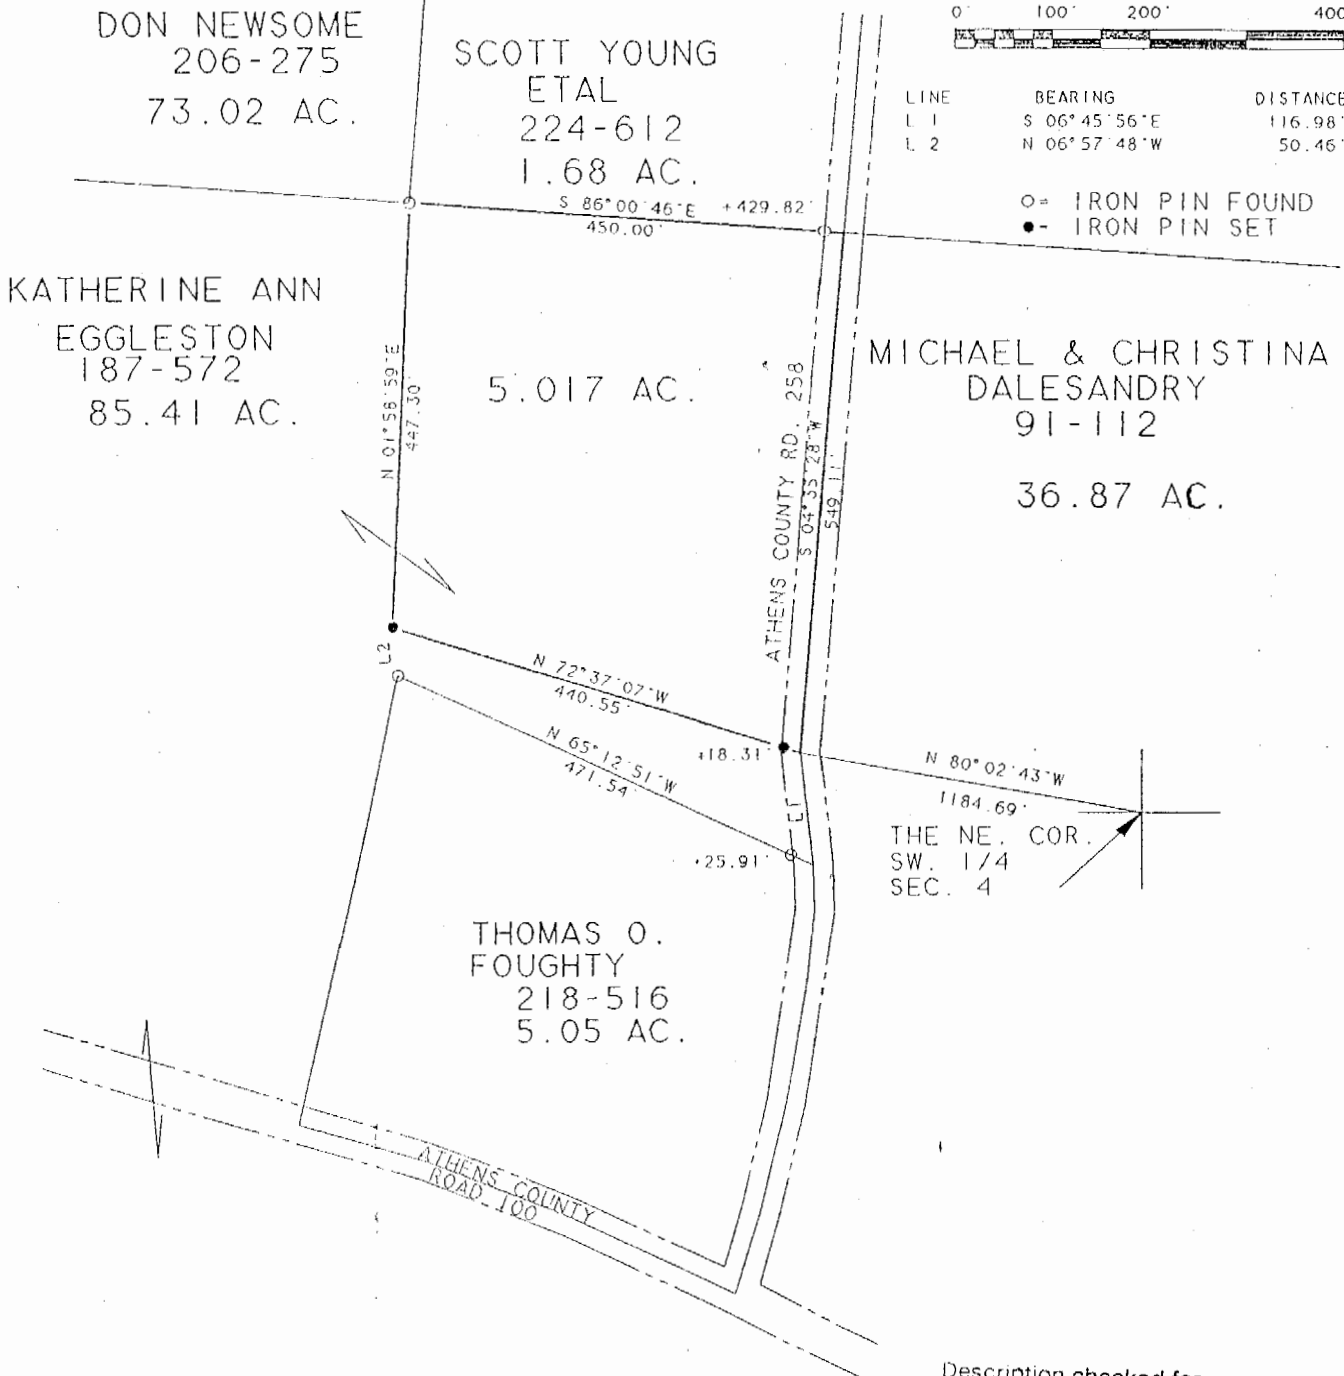 DON NEWSOME
206-275
73.02 AC.
SCOTT YOUNG
ETAL
224-612
1.68 AC.
0' 100' 200' 400
LINE BEARING DISTANCE
L 1 S 06°45'56"E 116.98'
L 2 N 06°57'48"W 50.46'
O= IRON PIN FOUND
●- IRON PIN SET
S 86°00'46"E +429.82'
450.00'
KATHERINE ANN
EGGLESTON
187-572
85.41 AC.
N 01°58'59"E
447.30'
5.017 AC.
ATHENS COUNTY RD. 258
S 04°35'28"W
549.11'
MICHAEL & CHRISTINA
DALESANDRY
91-112
36.87 AC.
L2
N 72°37'07"W
440.55'
+18.31'
N 65°12'51"W
471.54'
L1
+25.91'
N 80°02'43"W
1184.69'
THE NE. COR.
SW. 1/4
SEC. 4
THOMAS O.
FOUGHTY
218-516
5.05 AC.
ATHENS COUNTY
ROAD 100
Description checked for